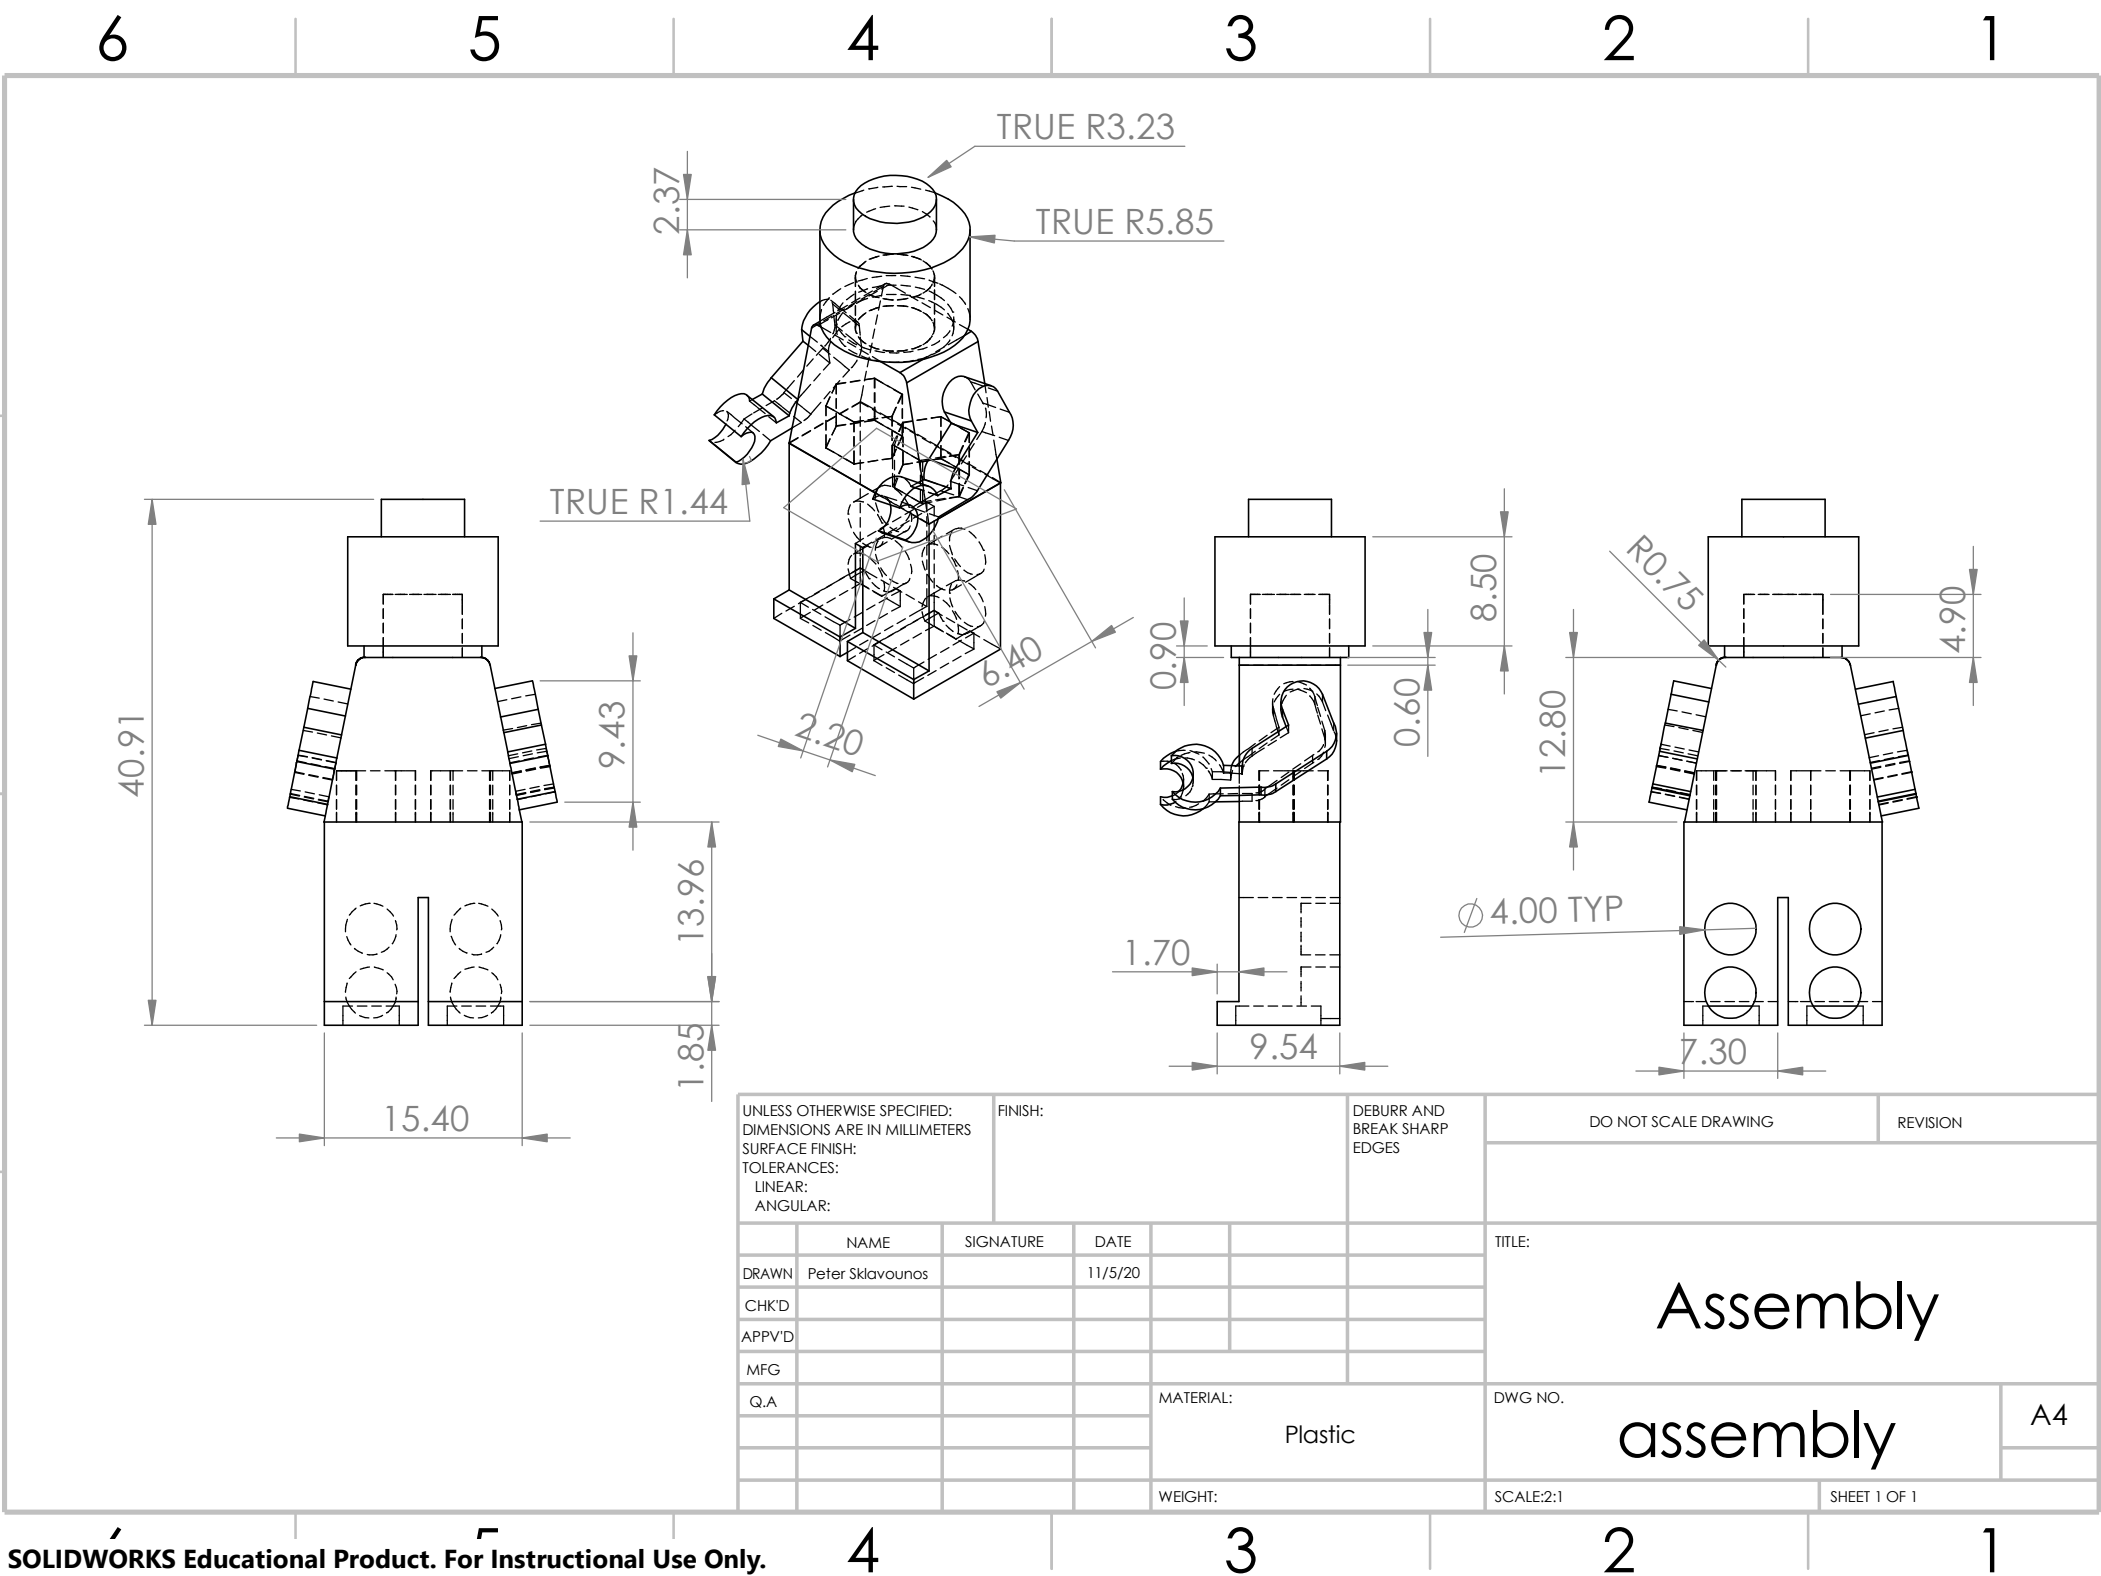 6 5 4 3 2 1
TRUE R3.23
2.37
TRUE R5.85
TRUE R1.44
6.40
2.20
40.91
9.43
13.96
1.85
15.40
8.50
0.90
0.60
1.70
9.54
R0.75
4.90
12.80
⌀4.00 TYP
7.30
UNLESS OTHERWISE SPECIFIED:
DIMENSIONS ARE IN MILLIMETERS
SURFACE FINISH:
TOLERANCES:
LINEAR:
ANGULAR:
FINISH:
DEBURR AND
BREAK SHARP
EDGES
DO NOT SCALE DRAWING
REVISION
NAME SIGNATURE DATE
DRAWN Peter Sklavounos 11/5/20
CHK'D
APPV'D
MFG
Q.A
TITLE:
Assembly
MATERIAL:
Plastic
DWG NO.
assembly
A4
WEIGHT:
SCALE:2:1
SHEET 1 OF 1
6 5 4 3 2 1
SOLIDWORKS Educational Product. For Instructional Use Only.